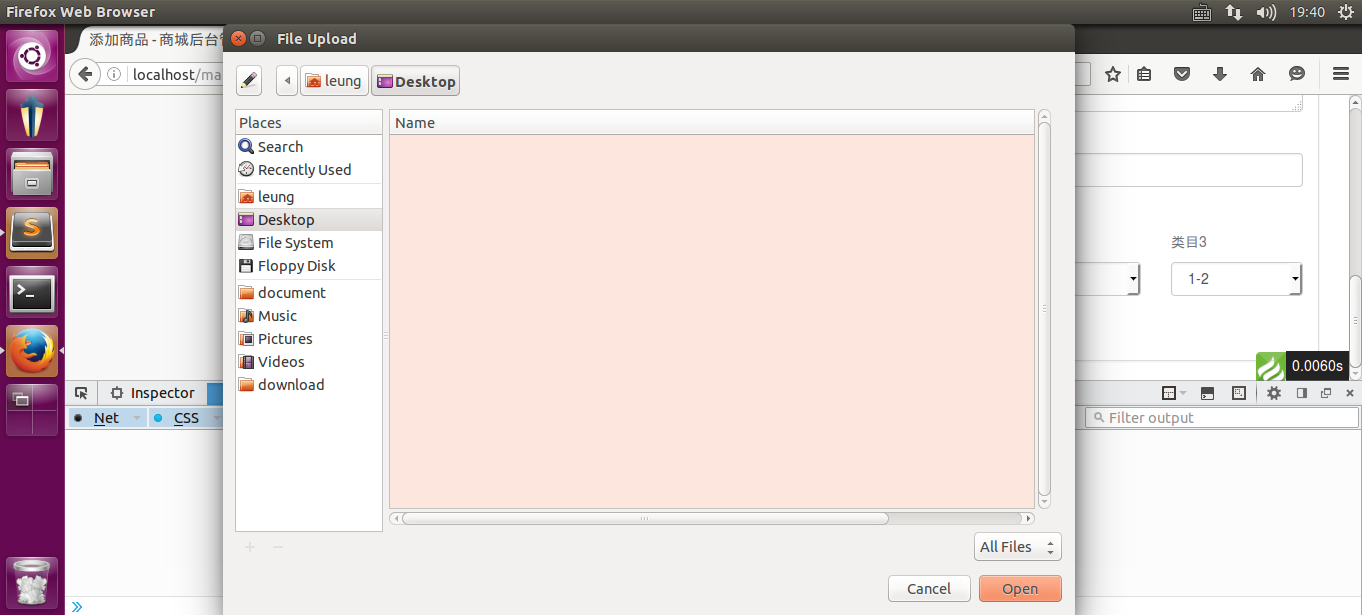 Firefox Web Browser
19:40
添加商品 - 商城后台
File Upload
localhost/ma
leung
Desktop
Places
Name
Search
Recently Used
leung
Desktop
File System
Floppy Disk
document
Music
Pictures
Videos
download
类目3
1-2
0.0060s
Inspector
Net
CSS
Filter output
All Files
Cancel
Open